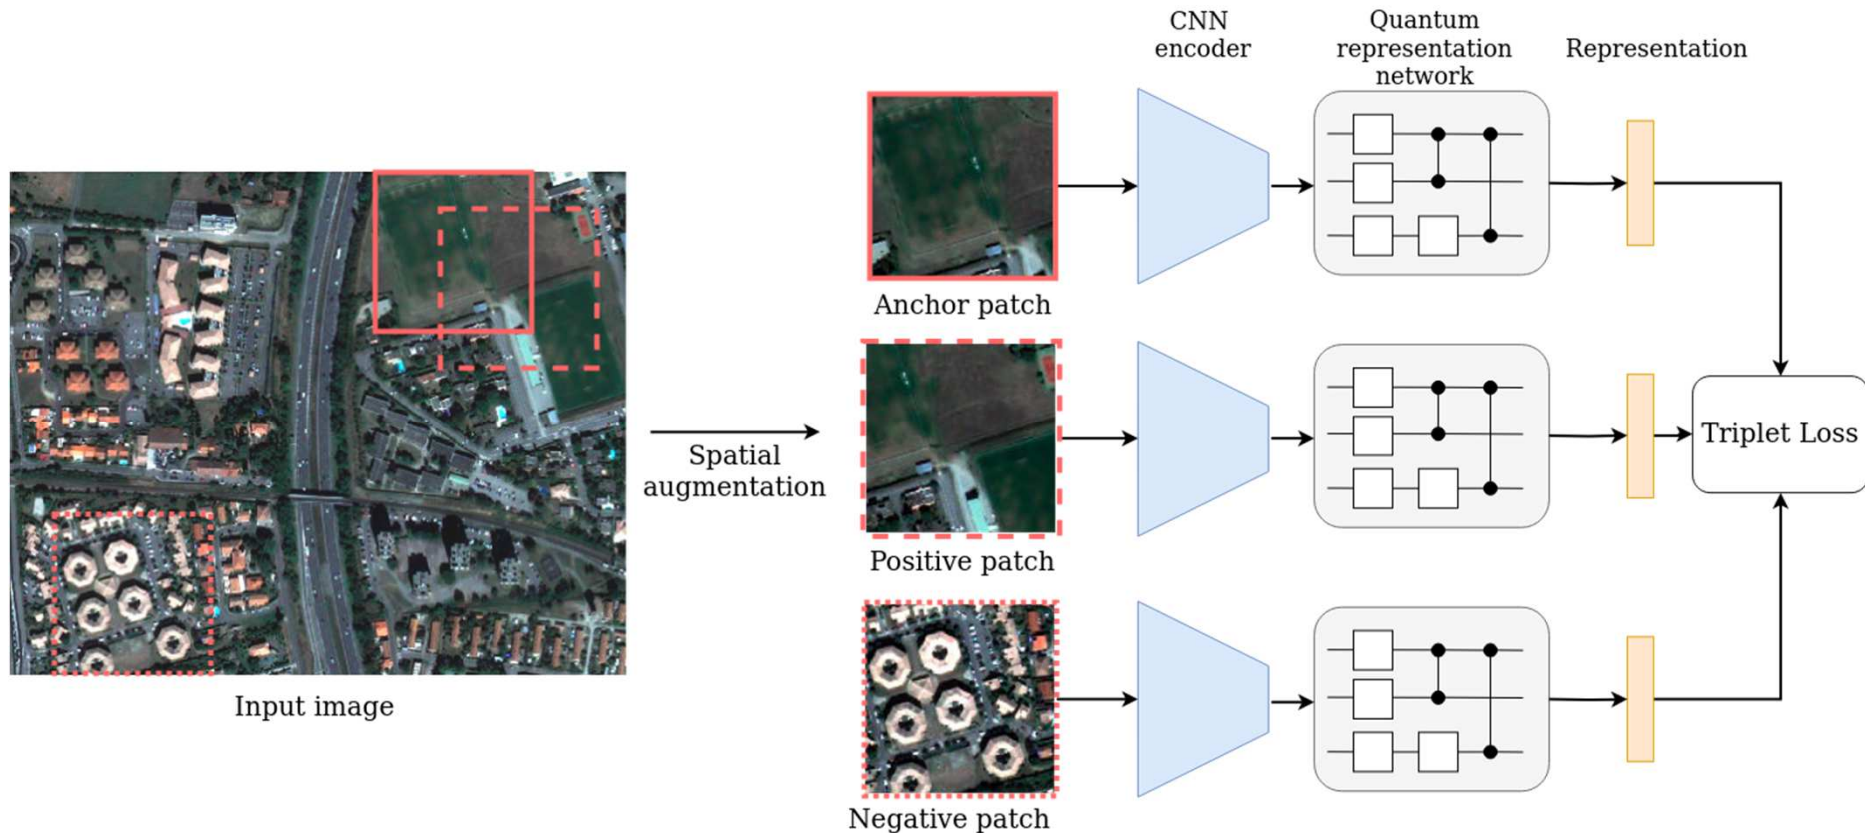 CNN
encoder
Quantum
representation
network
Representation
Anchor patch
Spatial
augmentation
Positive patch
Triplet Loss
Input image
Negative patch